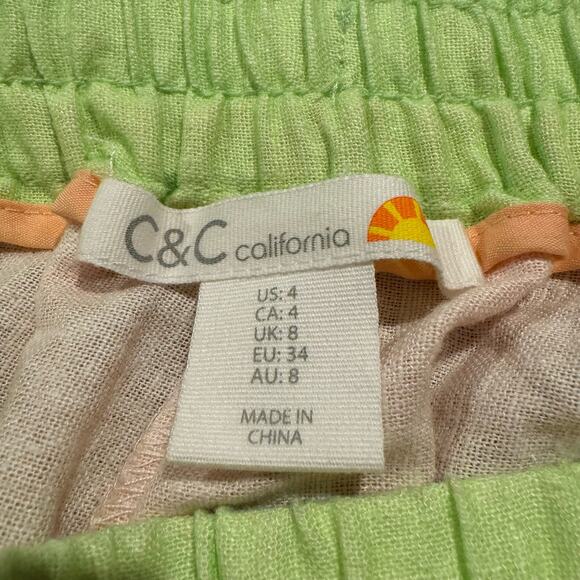 C&C california
US: 4
CA: 4
UK: 8
EU: 34
AU: 8
MADE IN
CHINA